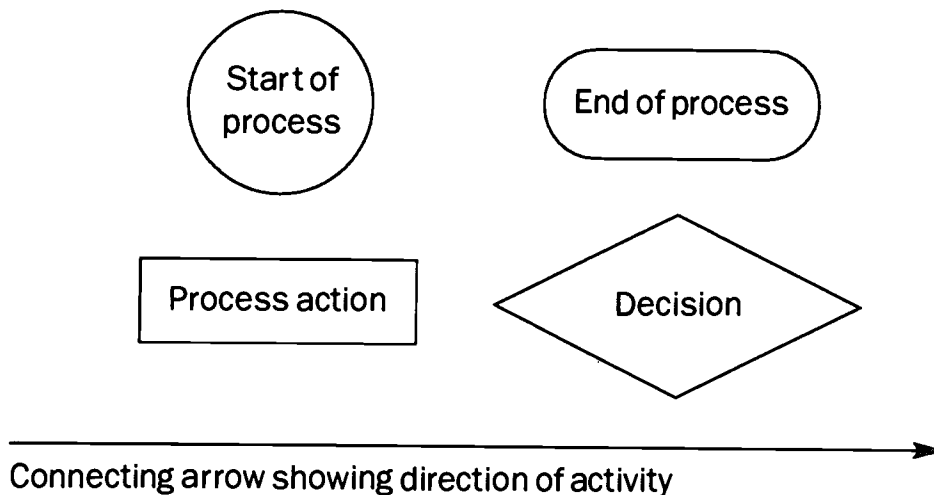 Start of
process
End of process
Process action
Decision
Connecting arrow showing direction of activity